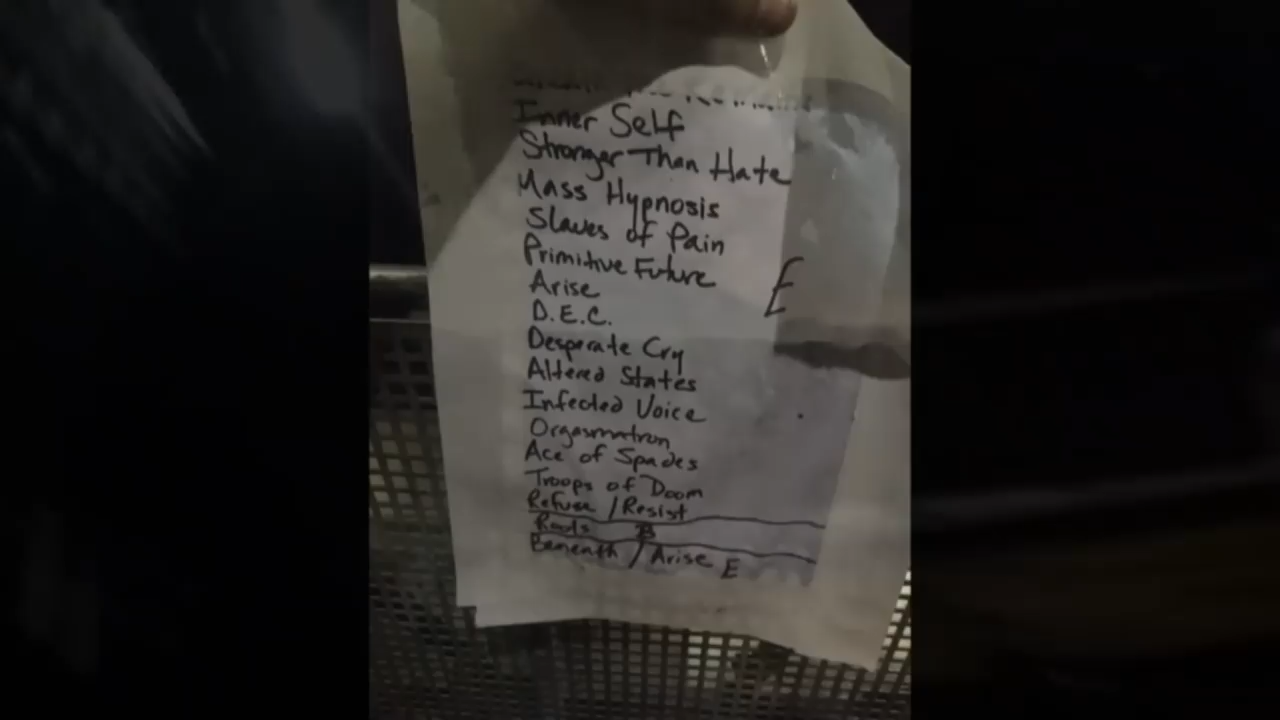 Inner Self
Stronger Than Hate
Mass Hypnosis
Slaves of Pain
Primitive Future
E
Arise
D.E.C.
Desperate Cry
Altered States
Infected Voice
Orgasmatron
Ace of Spades
Troops of Doom
Refuse / Resist
Roots B
Beneath / Arise E